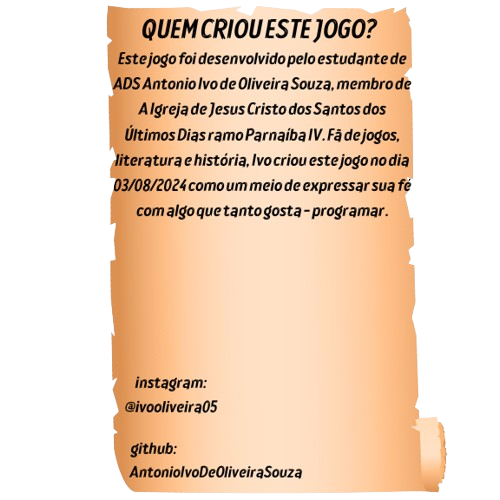 QUEM CRIOU ESTE JOGO?
Este jogo foi desenvolvido pelo estudante de
ADS Antonio Ivo de Oliveira Souza, membro de
A Igreja de Jesus Cristo dos Santos dos
Últimos Dias ramo Parnaíba IV. Fã de jogos,
literatura e história, Ivo criou este jogo no dia
03/08/2024 como um meio de expressar sua fé
com algo que tanto gosta - programar.
instagram:
@ivooliveira05
github:
AntonioIvoDeOliveiraSouza